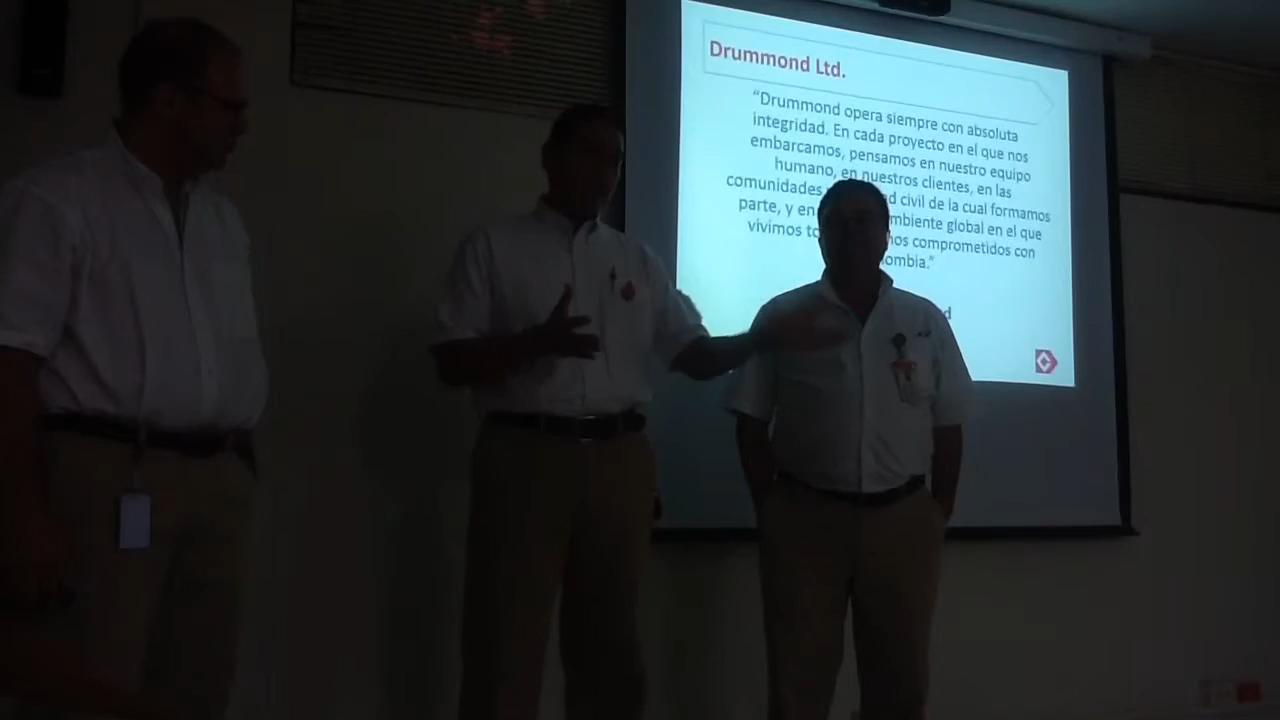 Drummond Ltd.
“Drummond opera siempre con absoluta
integridad. En cada proyecto en el que nos
embarcamos, pensamos en nuestro equipo
humano, en nuestros clientes, en las
comunidades civil de la cual formamos
parte, y en global en el que
vivimos comprometidos con